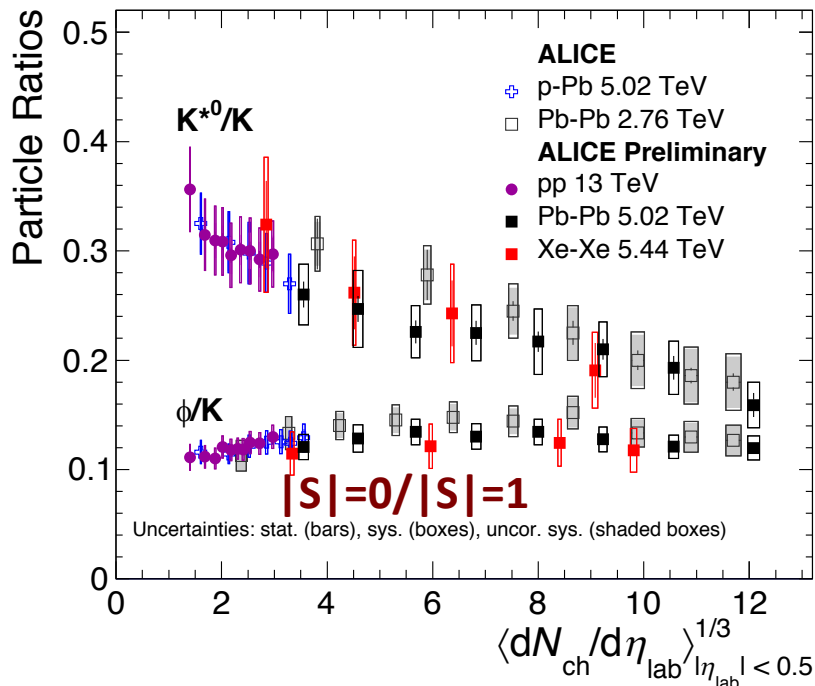 Particle Ratios
0.5
0.4
0.3
0.2
0.1
0
ALICE
p-Pb 5.02 TeV
Pb-Pb 2.76 TeV
ALICE Preliminary
pp 13 TeV
Pb-Pb 5.02 TeV
Xe-Xe 5.44 TeV
K*⁰/K
ϕ/K
|S|=0/|S|=1
Uncertainties: stat. (bars), sys. (boxes), uncor. sys. (shaded boxes)
0 2 4 6 8 10 12
⟨dN_ch/dη_lab⟩^{1/3}_{|η_lab| < 0.5}